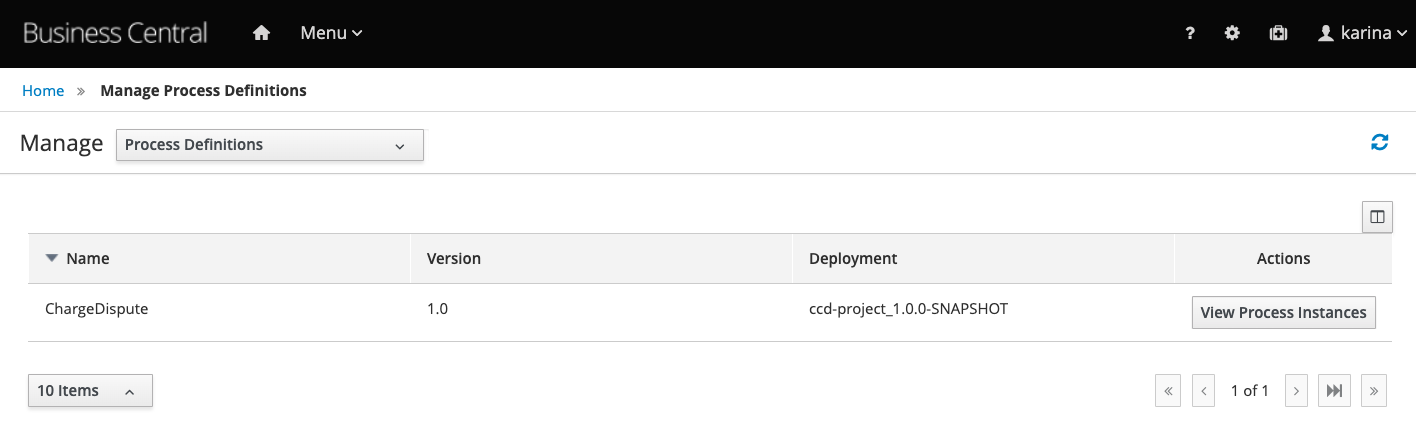 Business Central Menu ? karina
Home » Manage Process Definitions
Manage Process Definitions
Name Version Deployment Actions
ChargeDispute 1.0 ccd-project_1.0.0-SNAPSHOT View Process Instances
10 Items « ‹ 1 of 1 › »